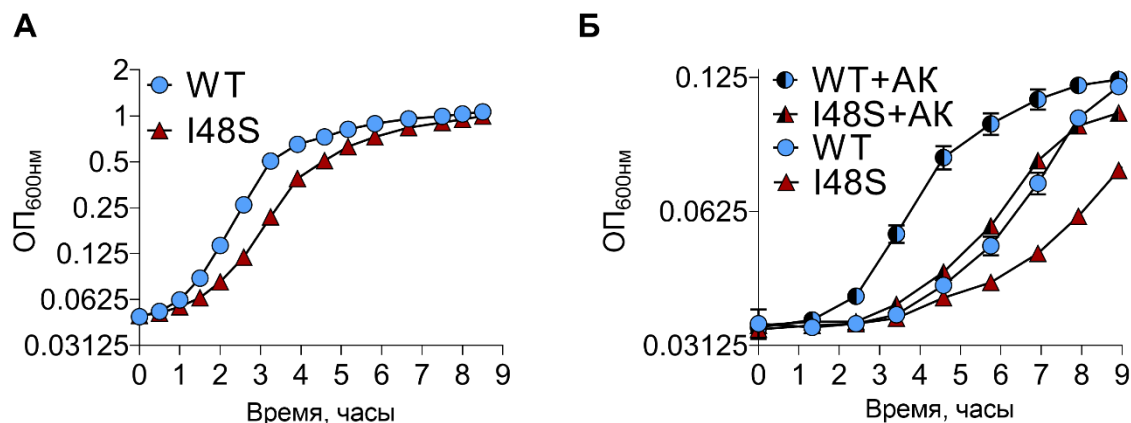 А
2
1
0.5
0.25
0.125
0.0625
0.03125
ОП600нм
WT
I48S
0 1 2 3 4 5 6 7 8 9
Время, часы
Б
0.125
0.0625
0.03125
ОП600нм
WT+АК
I48S+АК
WT
I48S
0 1 2 3 4 5 6 7 8 9
Время, часы